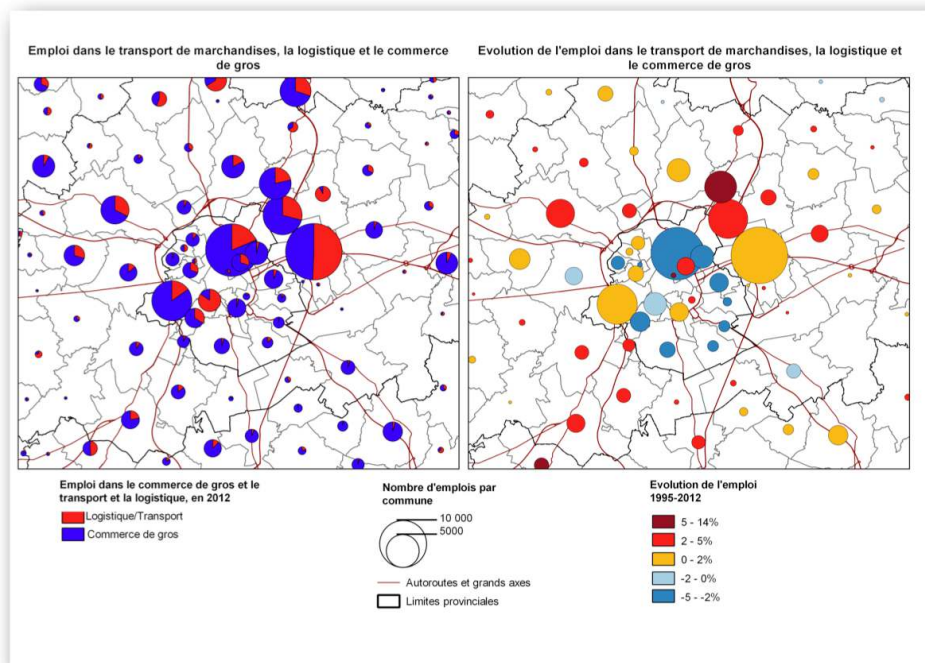 Emploi dans le transport de marchandises, la logistique et le commerce
de gros
Evolution de l'emploi dans le transport de marchandises, la logistique et
le commerce de gros
Emploi dans le commerce de gros et le
transport et la logistique, en 2012
Logistique/Transport
Commerce de gros
Nombre d'emplois par
commune
10 000
5000
Autoroutes et grands axes
Limites provinciales
Evolution de l'emploi
1995-2012
5 - 14%
2 - 5%
0 - 2%
-2 - 0%
-5 - -2%